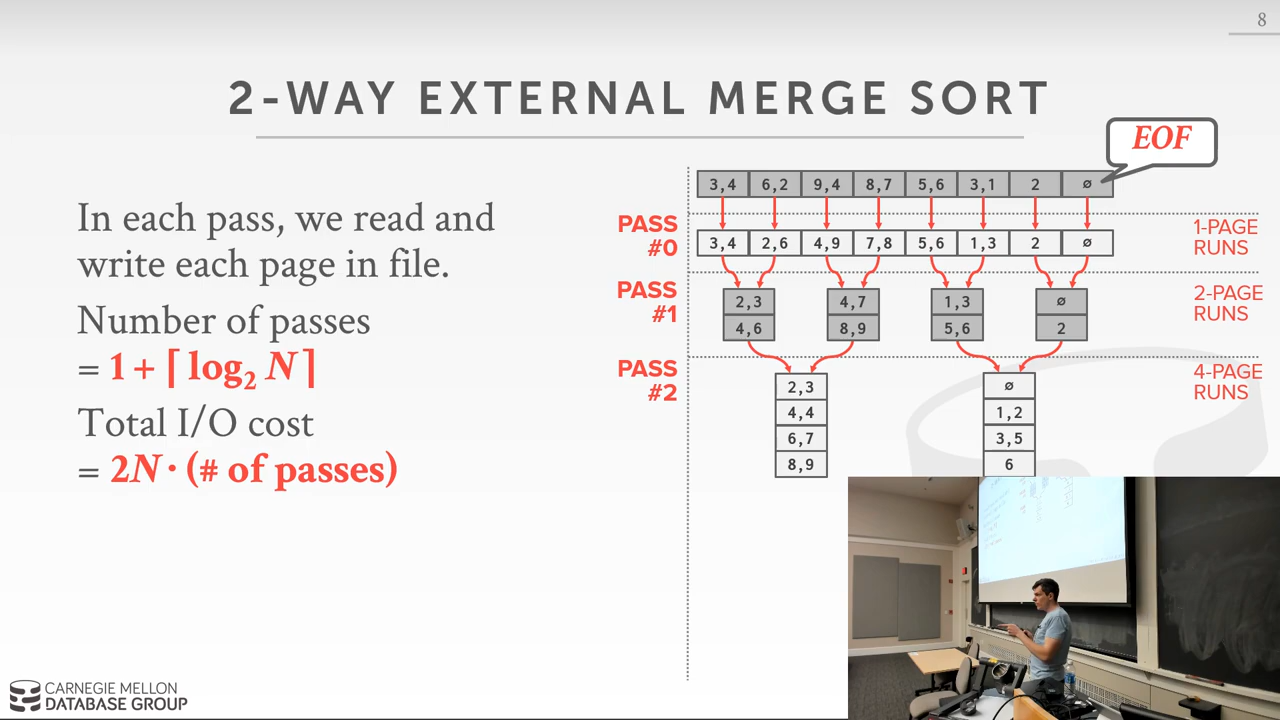 8
2-WAY EXTERNAL MERGE SORT
EOF
In each pass, we read and
write each page in file.
Number of passes
= 1 + ⌈ log₂ N ⌉
Total I/O cost
= 2N · (# of passes)
3,4 6,2 9,4 8,7 5,6 3,1 2 ∅
PASS
#0
3,4 2,6 4,9 7,8 5,6 1,3 2 ∅
1-PAGE
RUNS
PASS
#1
2,3 4,7 1,3 ∅
4,6 8,9 5,6 2
2-PAGE
RUNS
PASS
#2
2,3 ∅
4,4 1,2
6,7 3,5
8,9 6
4-PAGE
RUNS
CARNEGIE MELLON
DATABASE GROUP